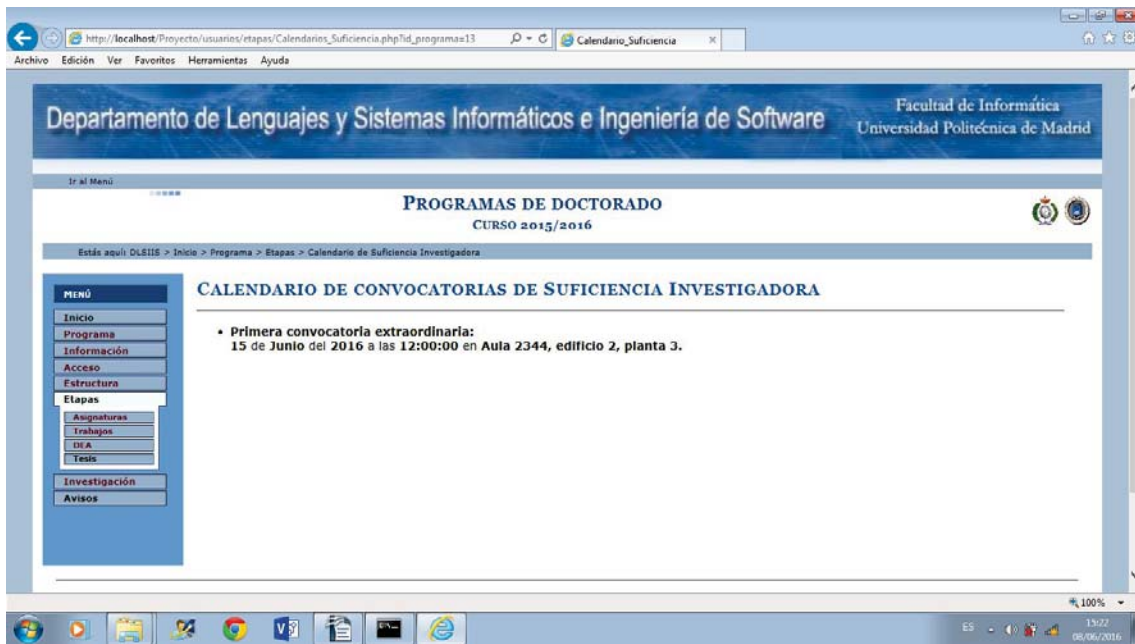 http://localhost/Proyecto/usuarios/etapas/Calendarios_Suficiencia.php?id_programa=13
Calendario_Suficiencia
Archivo Edición Ver Favoritos Herramientas Ayuda
Departamento de Lenguajes y Sistemas Informáticos e Ingeniería de Software
Facultad de Informática
Universidad Politécnica de Madrid
Ir al Menú
PROGRAMAS DE DOCTORADO
CURSO 2015/2016
Estás aquí: DLSIIS > Inicio > Programa > Etapas > Calendario de Suficiencia Investigadora
MENÚ
Inicio
Programa
Información
Acceso
Estructura
Etapas
Asignaturas
Trabajos
DEA
Tesis
Investigación
Avisos
CALENDARIO DE CONVOCATORIAS DE SUFICIENCIA INVESTIGADORA
• Primera convocatoria extraordinaria:
15 de Junio del 2016 a las 12:00:00 en Aula 2344, edificio 2, planta 3.
100%
ES
15:22
08/06/2016